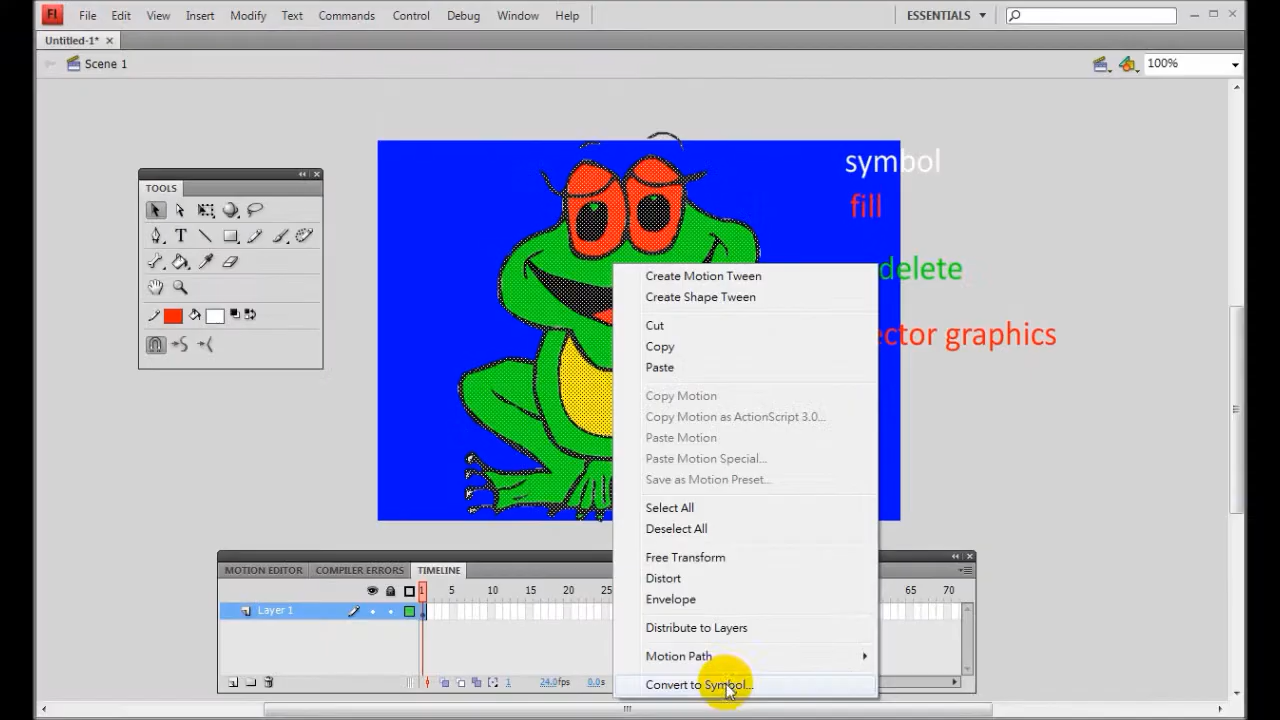 Fl File Edit View Insert Modify Text Commands Control Debug Window Help ESSENTIALS
Untitled-1*
Scene 1 100%
symbol
TOOLS
fill
delete
ector graphics
Create Motion Tween
Create Shape Tween
Cut
Copy
Paste
Copy Motion
Copy Motion as ActionScript 3.0...
Paste Motion
Paste Motion Special...
Save as Motion Preset...
Select All
Deselect All
Free Transform
Distort
Envelope
Distribute to Layers
Motion Path
Convert to Symbol...
MOTION EDITOR COMPILER ERRORS TIMELINE
1 5 10 15 20 25 65 70
Layer 1
1 24.0fps 0.0s